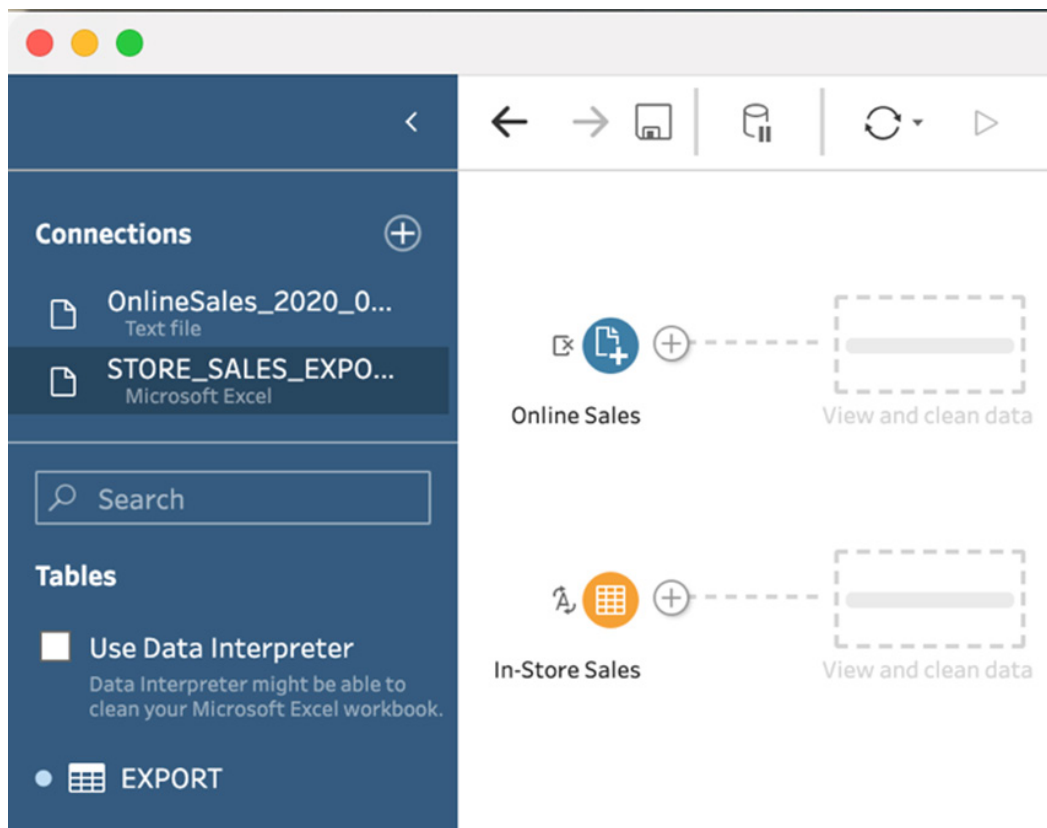 Connections
OnlineSales_2020_0...
Text file
STORE_SALES_EXPO...
Microsoft Excel
Search
Tables
Use Data Interpreter
Data Interpreter might be able to
clean your Microsoft Excel workbook.
EXPORT
Online Sales
View and clean data
In-Store Sales
View and clean data